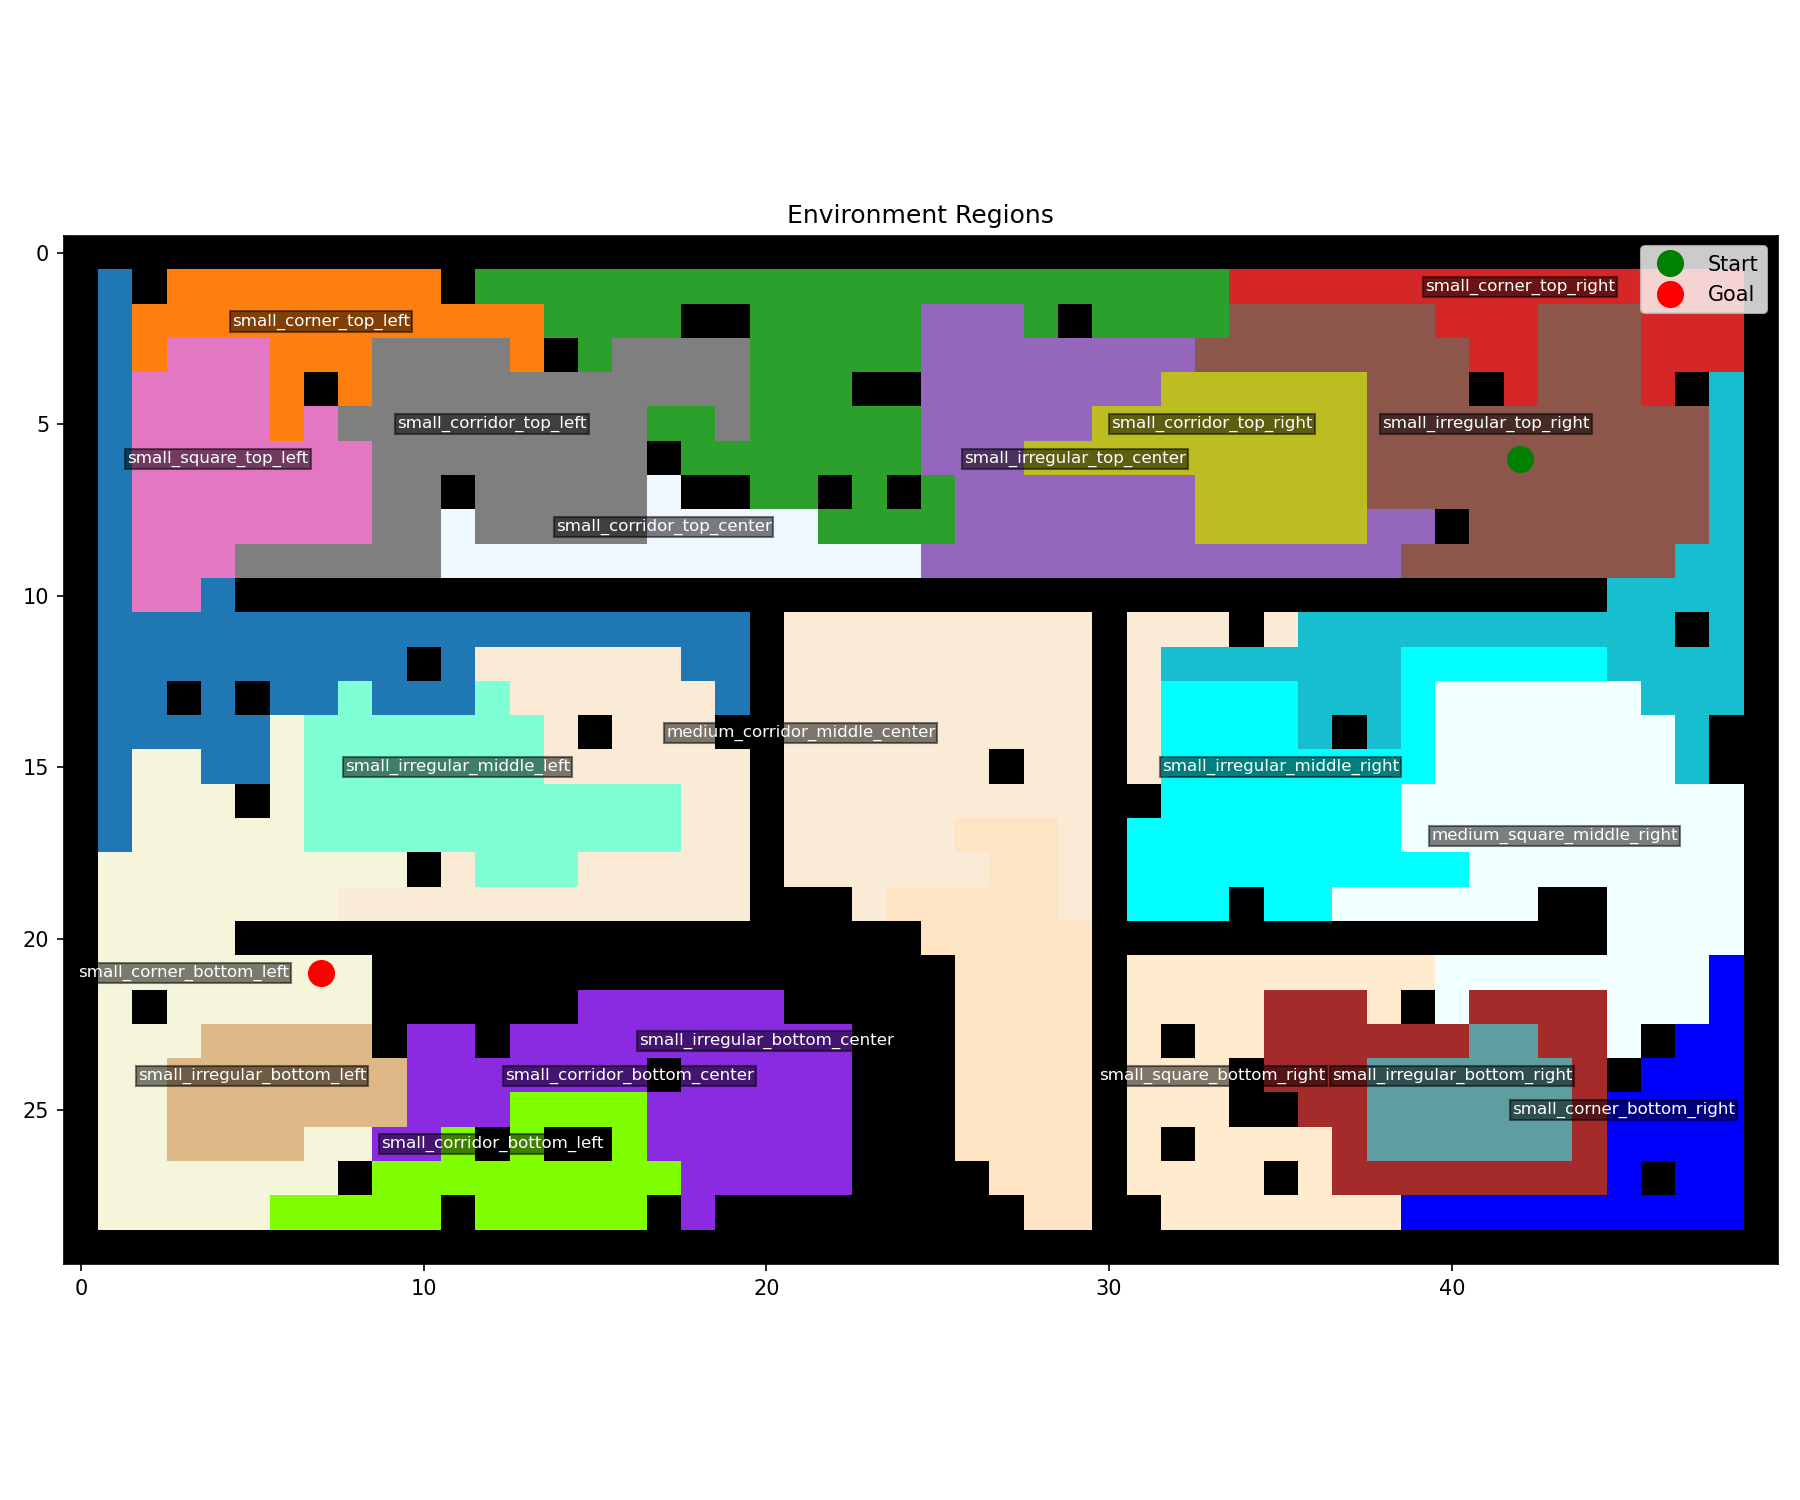 Environment Regions
Start
Goal
small_corner_top_right
small_corner_top_left
small_corridor_top_left
small_corridor_top_right
small_irregular_top_right
small_square_top_left
small_irregular_top_center
small_corridor_top_center
medium_corridor_middle_center
small_irregular_middle_left
small_irregular_middle_right
medium_square_middle_right
small_corner_bottom_left
small_irregular_bottom_center
small_irregular_bottom_left
small_corridor_bottom_center
small_square_bottom_right
small_irregular_bottom_right
small_corner_bottom_right
small_corridor_bottom_left
0
5
10
15
20
25
0
10
20
30
40